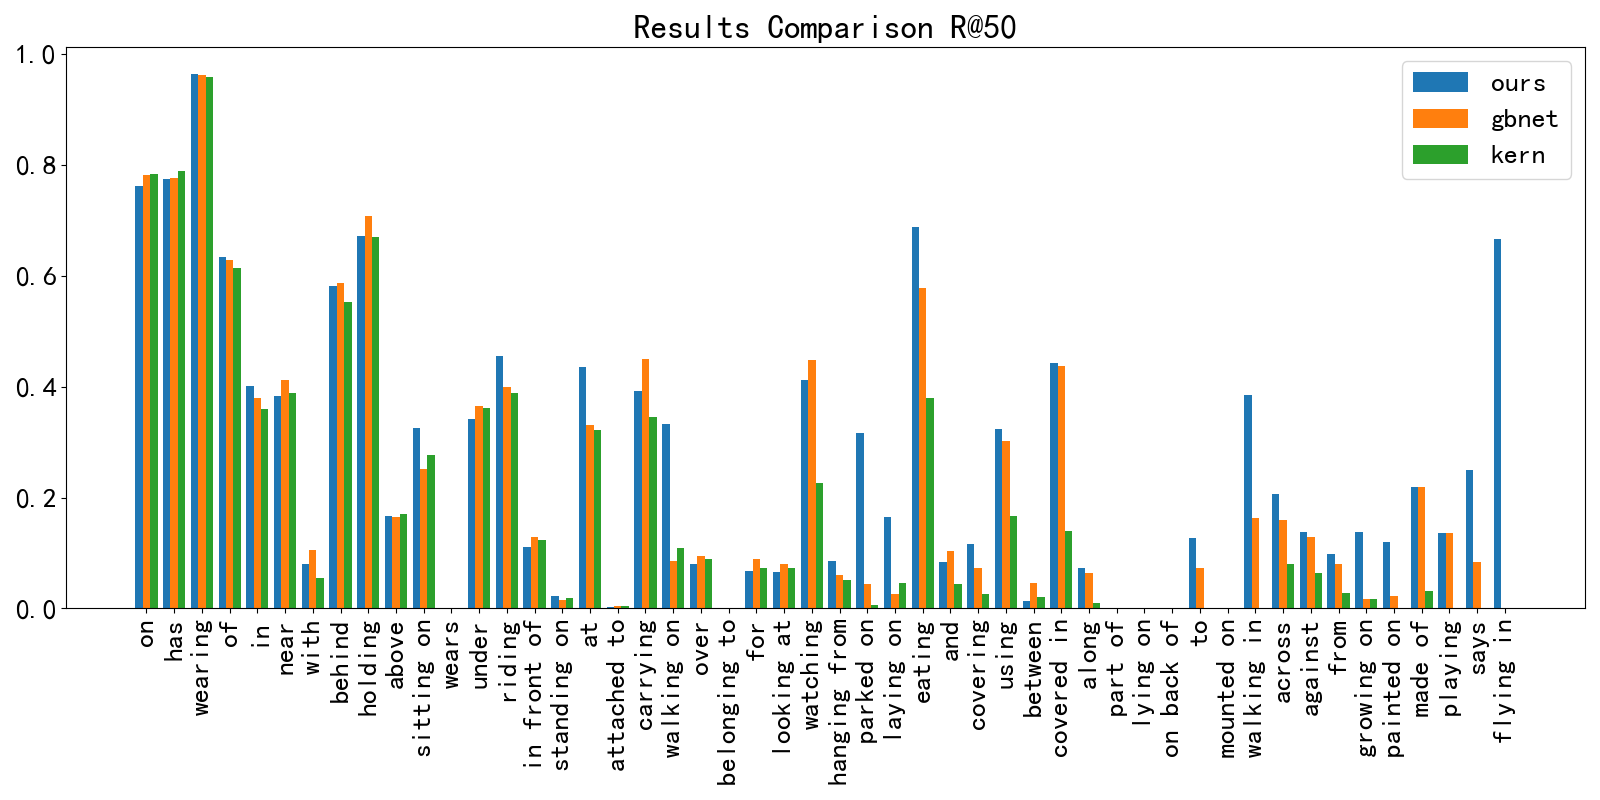 Results Comparison R@50
1.0
0.8
0.6
0.4
0.2
0.0
ours
gbnet
kern
on
has
wearing
of
in
near
with
behind
holding
above
sitting on
wears
under
riding
in front of
standing on
at
attached to
carrying
walking on
over
belonging to
for
looking at
watching
hanging from
parked on
laying on
eating
and
covering
using
between
covered in
along
part of
lying on
on back of
to
mounted on
walking in
across
against
from
growing on
painted on
made of
playing
says
flying in